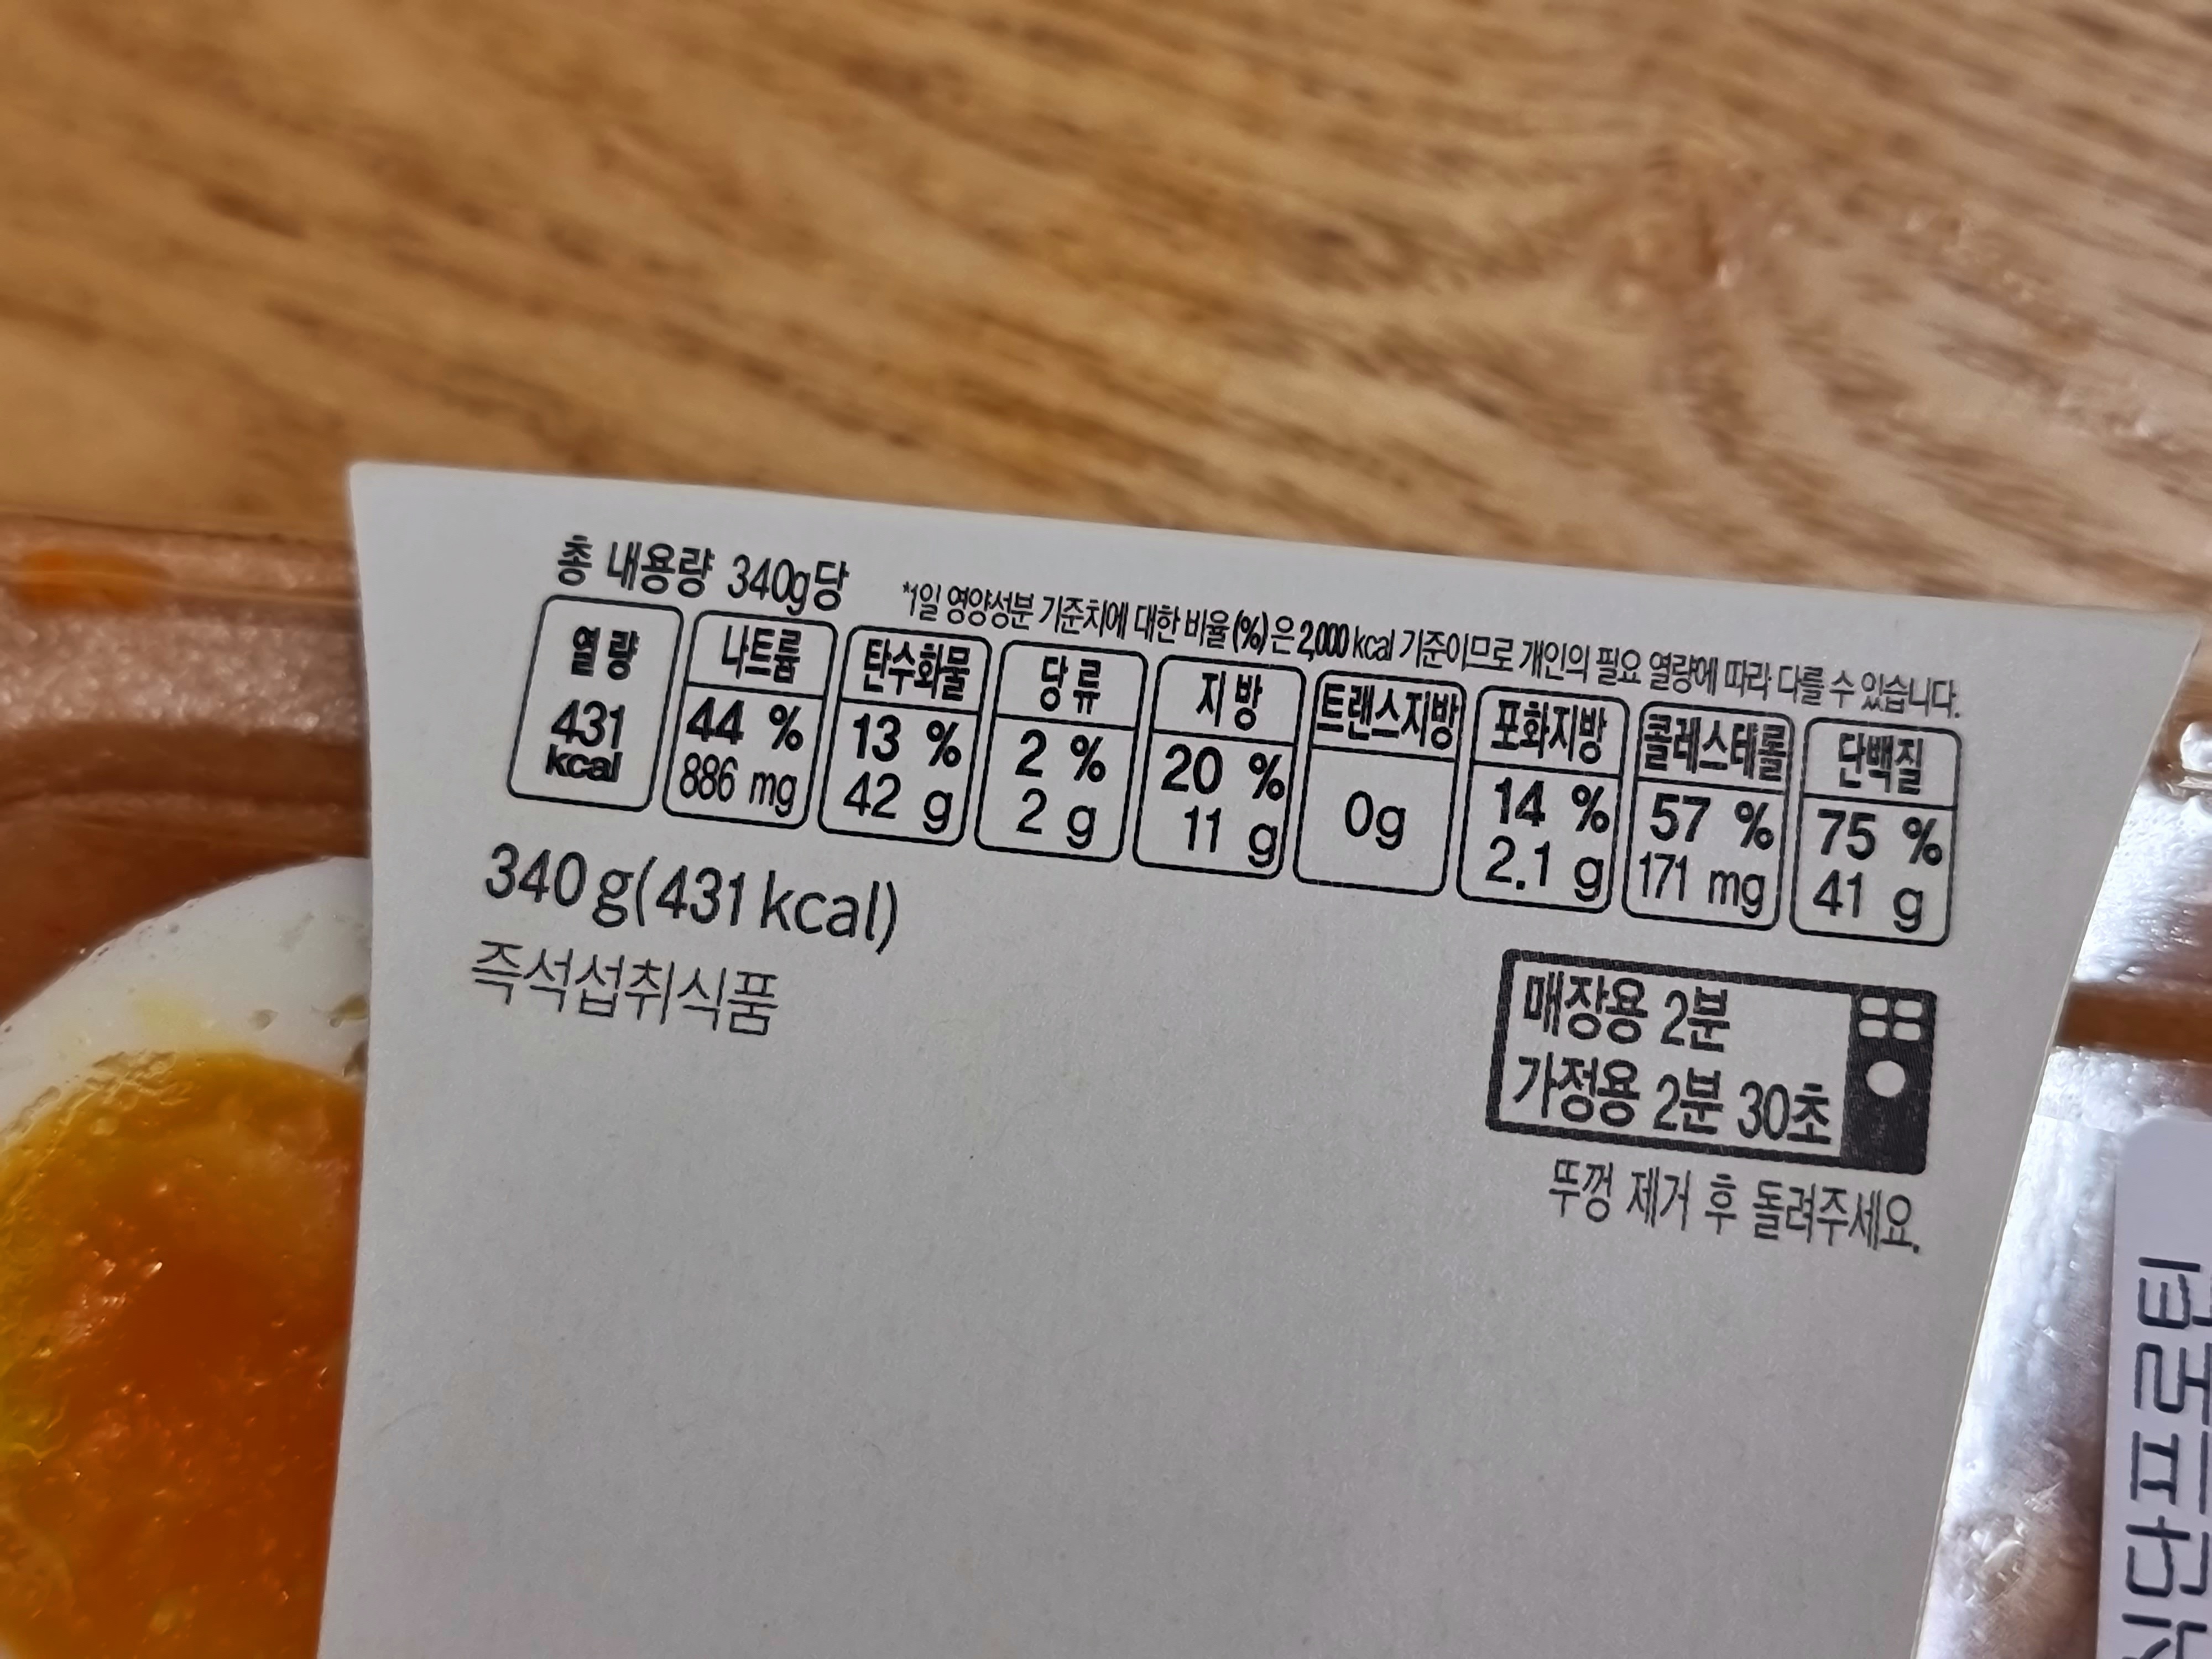 총 내용량 340g당
*1일 영양성분 기준치에 대한 비율(%)은 2,000 kcal 기준이므로 개인의 필요 열량에 따라 다를 수 있습니다.
열량 나트륨 탄수화물 당류 지방 트랜스지방 포화지방 콜레스테롤 단백질
431 kcal 44 % 13 % 2 % 20 % 0g 14 % 57 % 75 %
886 mg 42 g 2 g 11 g 2.1 g 171 mg 41 g
340 g(431 kcal)
즉석섭취식품
매장용 2분
가정용 2분 30초
뚜껑 제거 후 돌려주세요.